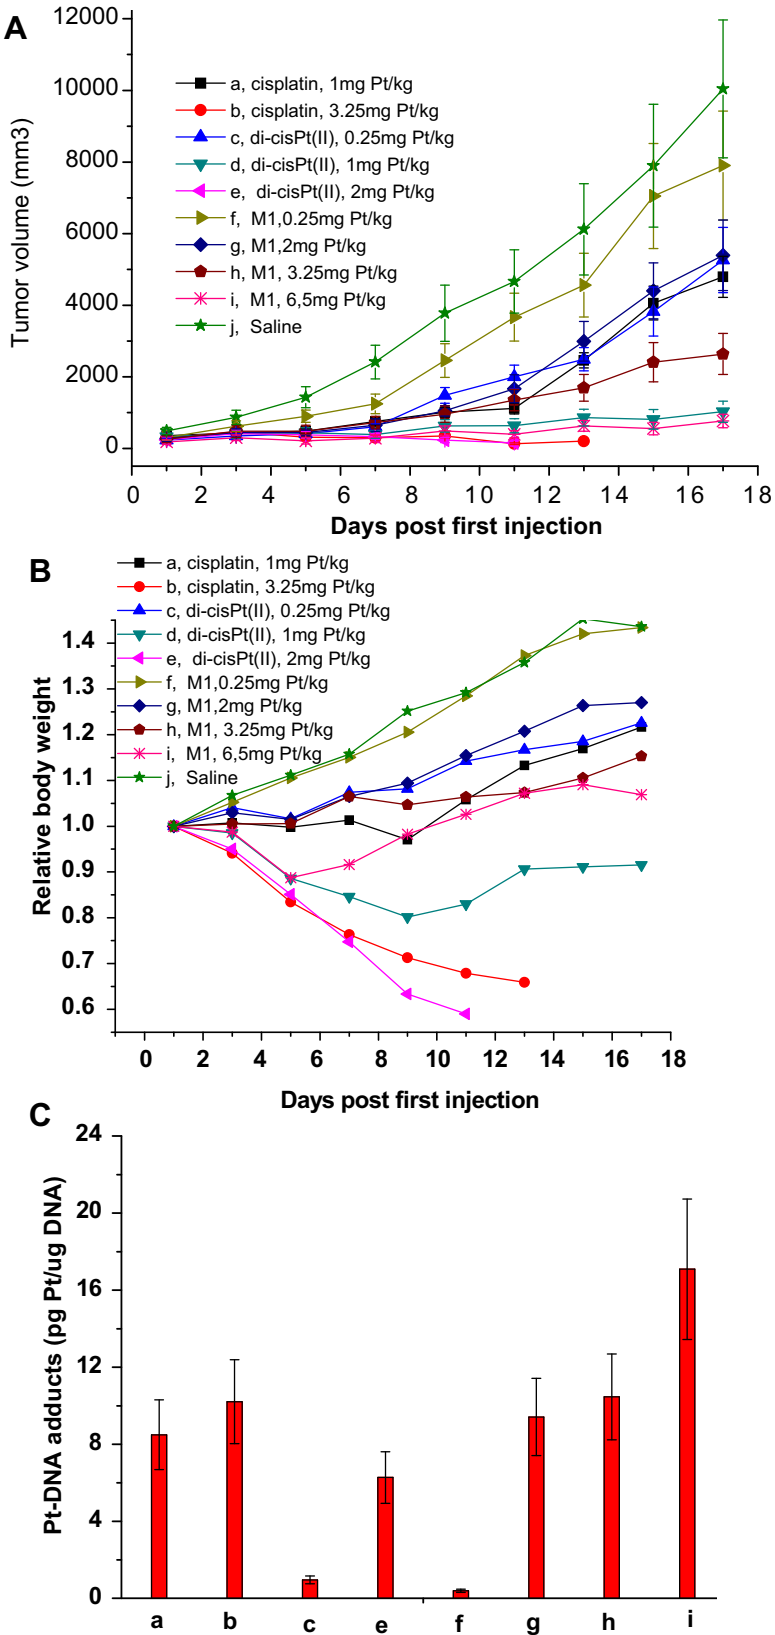 A
12000
10000
8000
6000
4000
2000
0
Tumor volume (mm3)
a, cisplatin, 1mg Pt/kg
b, cisplatin, 3.25mg Pt/kg
c, di-cisPt(II), 0.25mg Pt/kg
d, di-cisPt(II), 1mg Pt/kg
e, di-cisPt(II), 2mg Pt/kg
f, M1,0.25mg Pt/kg
g, M1,2mg Pt/kg
h, M1, 3.25mg Pt/kg
i, M1, 6,5mg Pt/kg
j, Saline
0 2 4 6 8 10 12 14 16 18
Days post first injection
B
a, cisplatin, 1mg Pt/kg
b, cisplatin, 3.25mg Pt/kg
c, di-cisPt(II), 0.25mg Pt/kg
d, di-cisPt(II), 1mg Pt/kg
e, di-cisPt(II), 2mg Pt/kg
f, M1,0.25mg Pt/kg
g, M1,2mg Pt/kg
h, M1, 3.25mg Pt/kg
i, M1, 6,5mg Pt/kg
j, Saline
1.4
1.3
1.2
1.1
1.0
0.9
0.8
0.7
0.6
Relative body weight
0 2 4 6 8 10 12 14 16 18
Days post first injection
C
24
20
16
12
8
4
0
Pt-DNA adducts (pg Pt/ug DNA)
a b c e f g h i